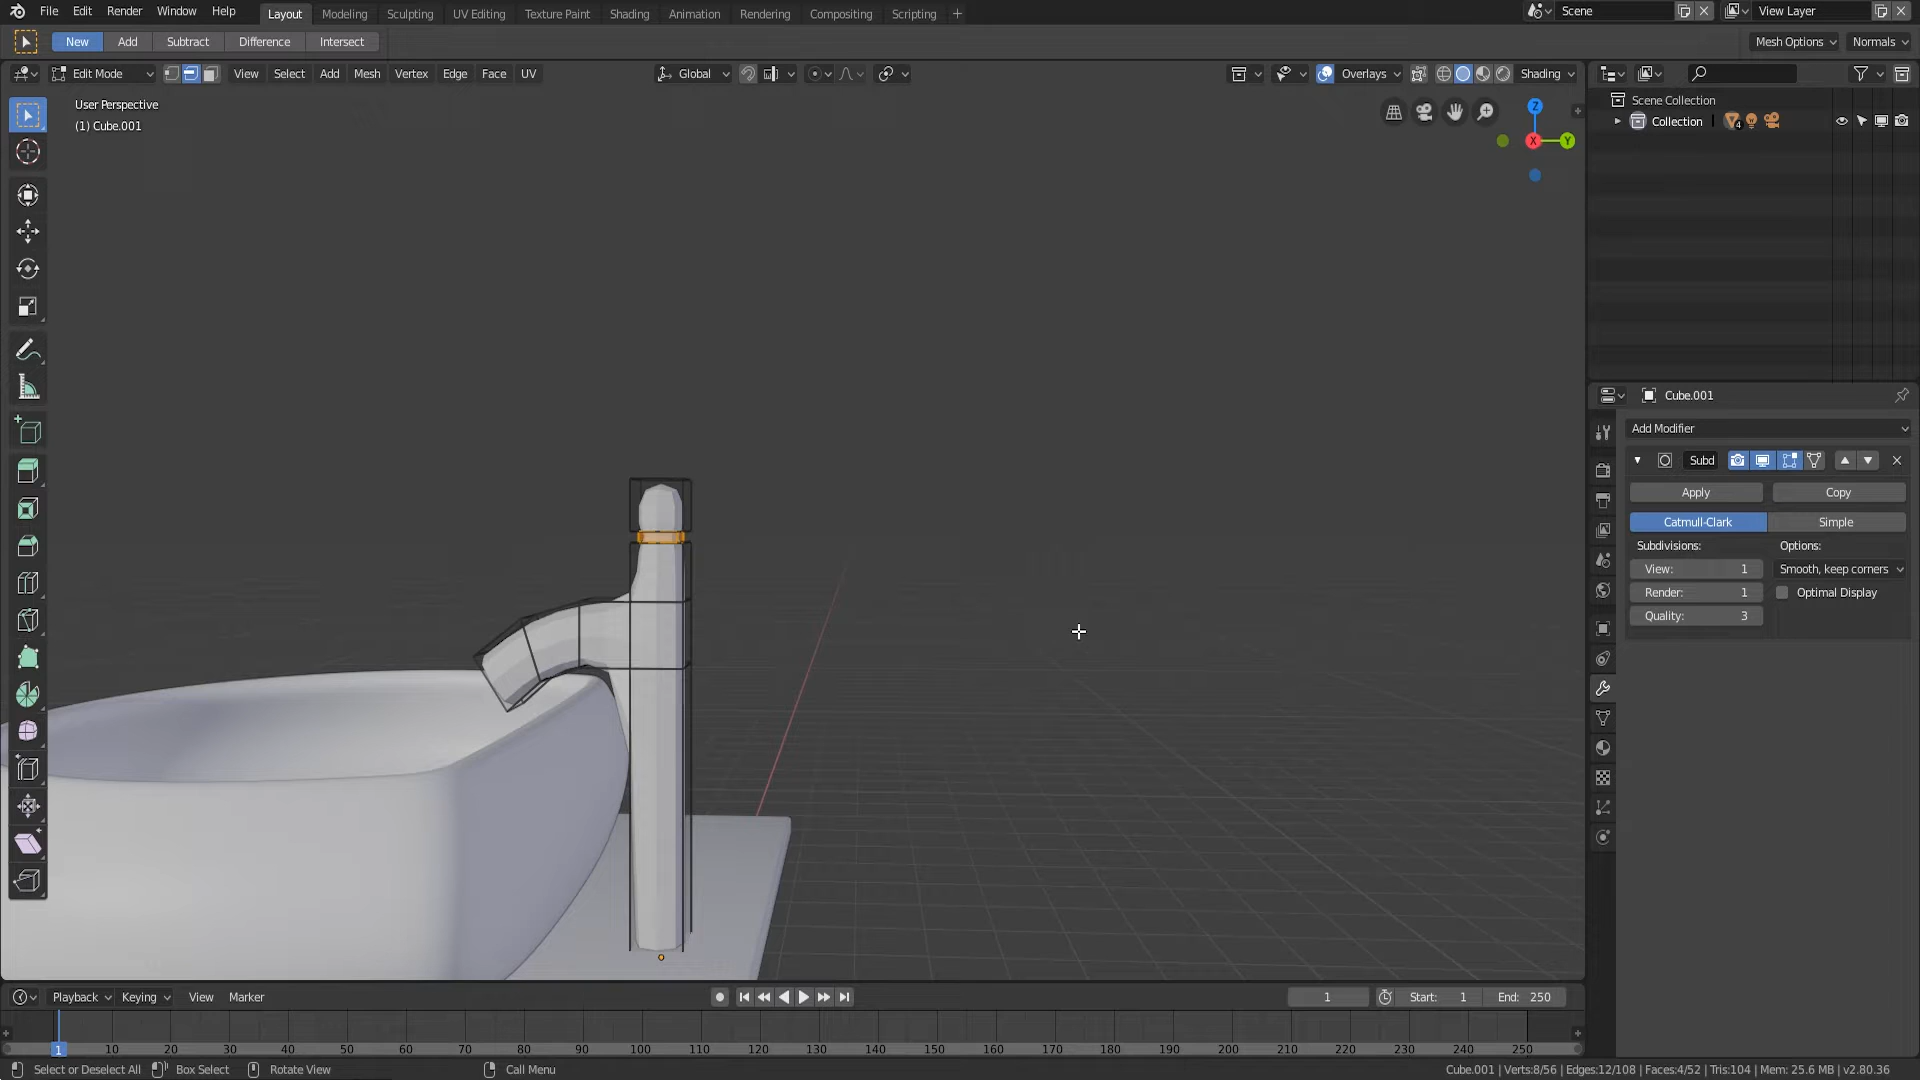 File Edit Render Window Help Layout Modeling Sculpting UV Editing Texture Paint Shading Animation Rendering Compositing Scripting + Scene View Layer
New Add Subtract Difference Intersect Mesh Options Normals
Edit Mode View Select Add Mesh Vertex Edge Face UV Global Overlays Shading
User Perspective
(1) Cube.001
Z
X
Y
Scene Collection
Collection 4
Cube.001
Add Modifier
Subd
Apply Copy
Catmull-Clark Simple
Subdivisions: Options:
View: 1 Smooth, keep corners
Render: 1 Optimal Display
Quality: 3
Playback Keying View Marker 1 Start: 1 End: 250
1 10 20 30 40 50 60 70 80 90 100 110 120 130 140 150 160 170 180 190 200 210 220 230 240 250
Select or Deselect All Box Select Rotate View Call Menu Cube.001 | Verts:8/56 | Edges:12/108 | Faces:4/52 | Tris:104 | Mem: 25.6 MB | v2.80.36